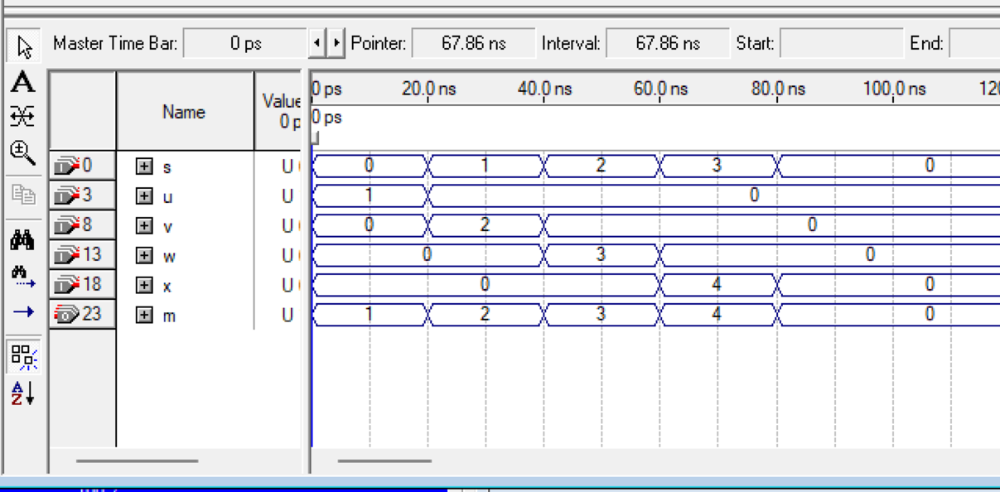 Master Time Bar: 0 ps Pointer: 67.86 ns Interval: 67.86 ns Start: End:
A
Name
Value
0 p
0 ps 20.0 ns 40.0 ns 60.0 ns 80.0 ns 100.0 ns 120
0 ps
0 s U 0 1 2 3 0
3 u U 1 0
8 v U 0 2 0
13 w U 0 3 0
18 x U 0 4 0
23 m U 1 2 3 4 0
A
Z